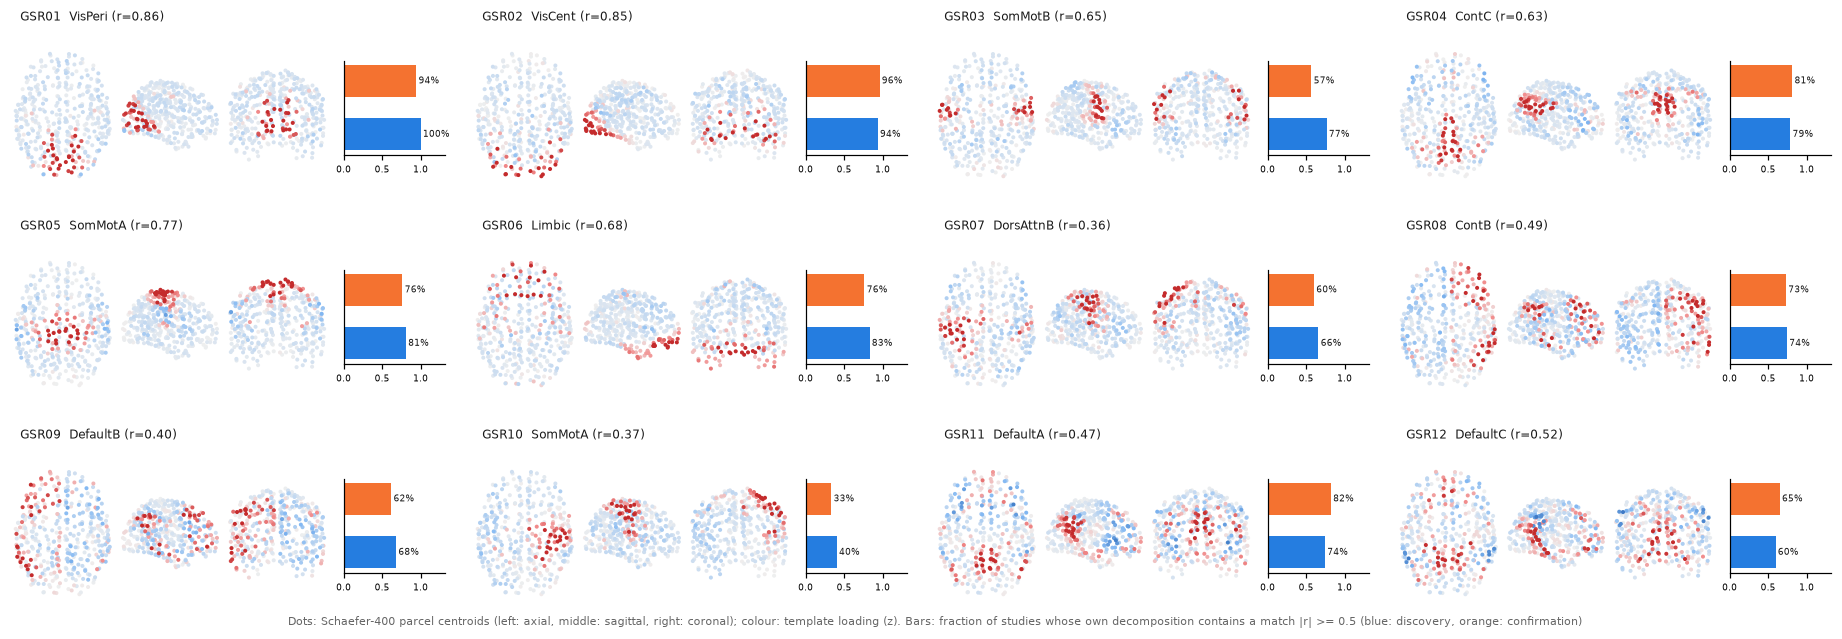 GSR01 VisPeri (r=0.86)
94%
100%
0.0 0.5 1.0
GSR02 VisCent (r=0.85)
96%
94%
0.0 0.5 1.0
GSR03 SomMotB (r=0.65)
57%
77%
0.0 0.5 1.0
GSR04 ContC (r=0.63)
81%
79%
0.0 0.5 1.0
GSR05 SomMotA (r=0.77)
76%
81%
0.0 0.5 1.0
GSR06 Limbic (r=0.68)
76%
83%
0.0 0.5 1.0
GSR07 DorsAttnB (r=0.36)
60%
66%
0.0 0.5 1.0
GSR08 ContB (r=0.49)
73%
74%
0.0 0.5 1.0
GSR09 DefaultB (r=0.40)
62%
68%
0.0 0.5 1.0
GSR10 SomMotA (r=0.37)
33%
40%
0.0 0.5 1.0
GSR11 DefaultA (r=0.47)
82%
74%
0.0 0.5 1.0
GSR12 DefaultC (r=0.52)
65%
60%
0.0 0.5 1.0
Dots: Schaefer-400 parcel centroids (left: axial, middle: sagittal, right: coronal); colour: template loading (z). Bars: fraction of studies whose own decomposition contains a match |r| >= 0.5 (blue: discovery, orange: confirmation)